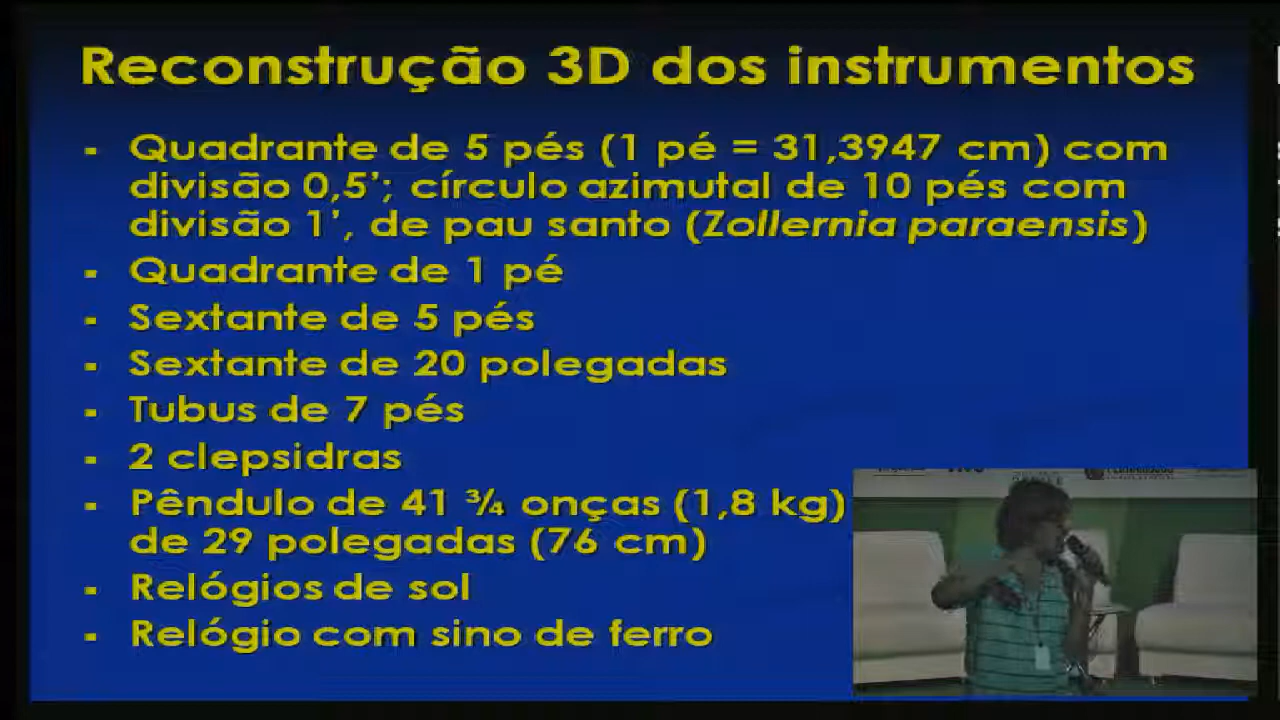 Reconstrução 3D dos instrumentos
- Quadrante de 5 pés (1 pé = 31,3947 cm) com
divisão 0,5'; círculo azimutal de 10 pés com
divisão 1', de pau santo (Zollernia paraensis)
- Quadrante de 1 pé
- Sextante de 5 pés
- Sextante de 20 polegadas
- Tubus de 7 pés
- 2 clepsidras
- Pêndulo de 41 ¾ onças (1,8 kg)
de 29 polegadas (76 cm)
- Relógios de sol
- Relógio com sino de ferro